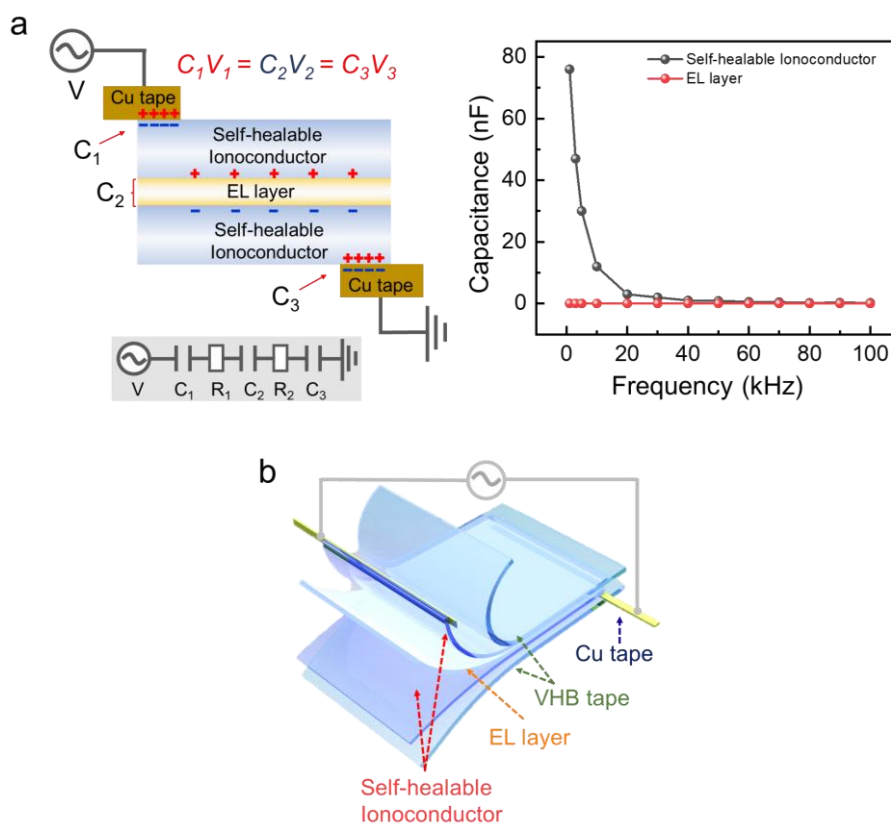 a
C₁V₁ = C₂V₂ = C₃V₃
V
Cu tape
++++
----
C₁
Self-healable
Ionoconductor
+ + + + +
C₂
EL layer
- - - - -
Self-healable
Ionoconductor
++++
----
C₃
Cu tape
V C₁ R₁ C₂ R₂ C₃
Self-healable Ionoconductor
EL layer
Capacitance (nF)
80
60
40
20
0
0 20 40 60 80 100
Frequency (kHz)
b
Cu tape
VHB tape
EL layer
Self-healable
Ionoconductor